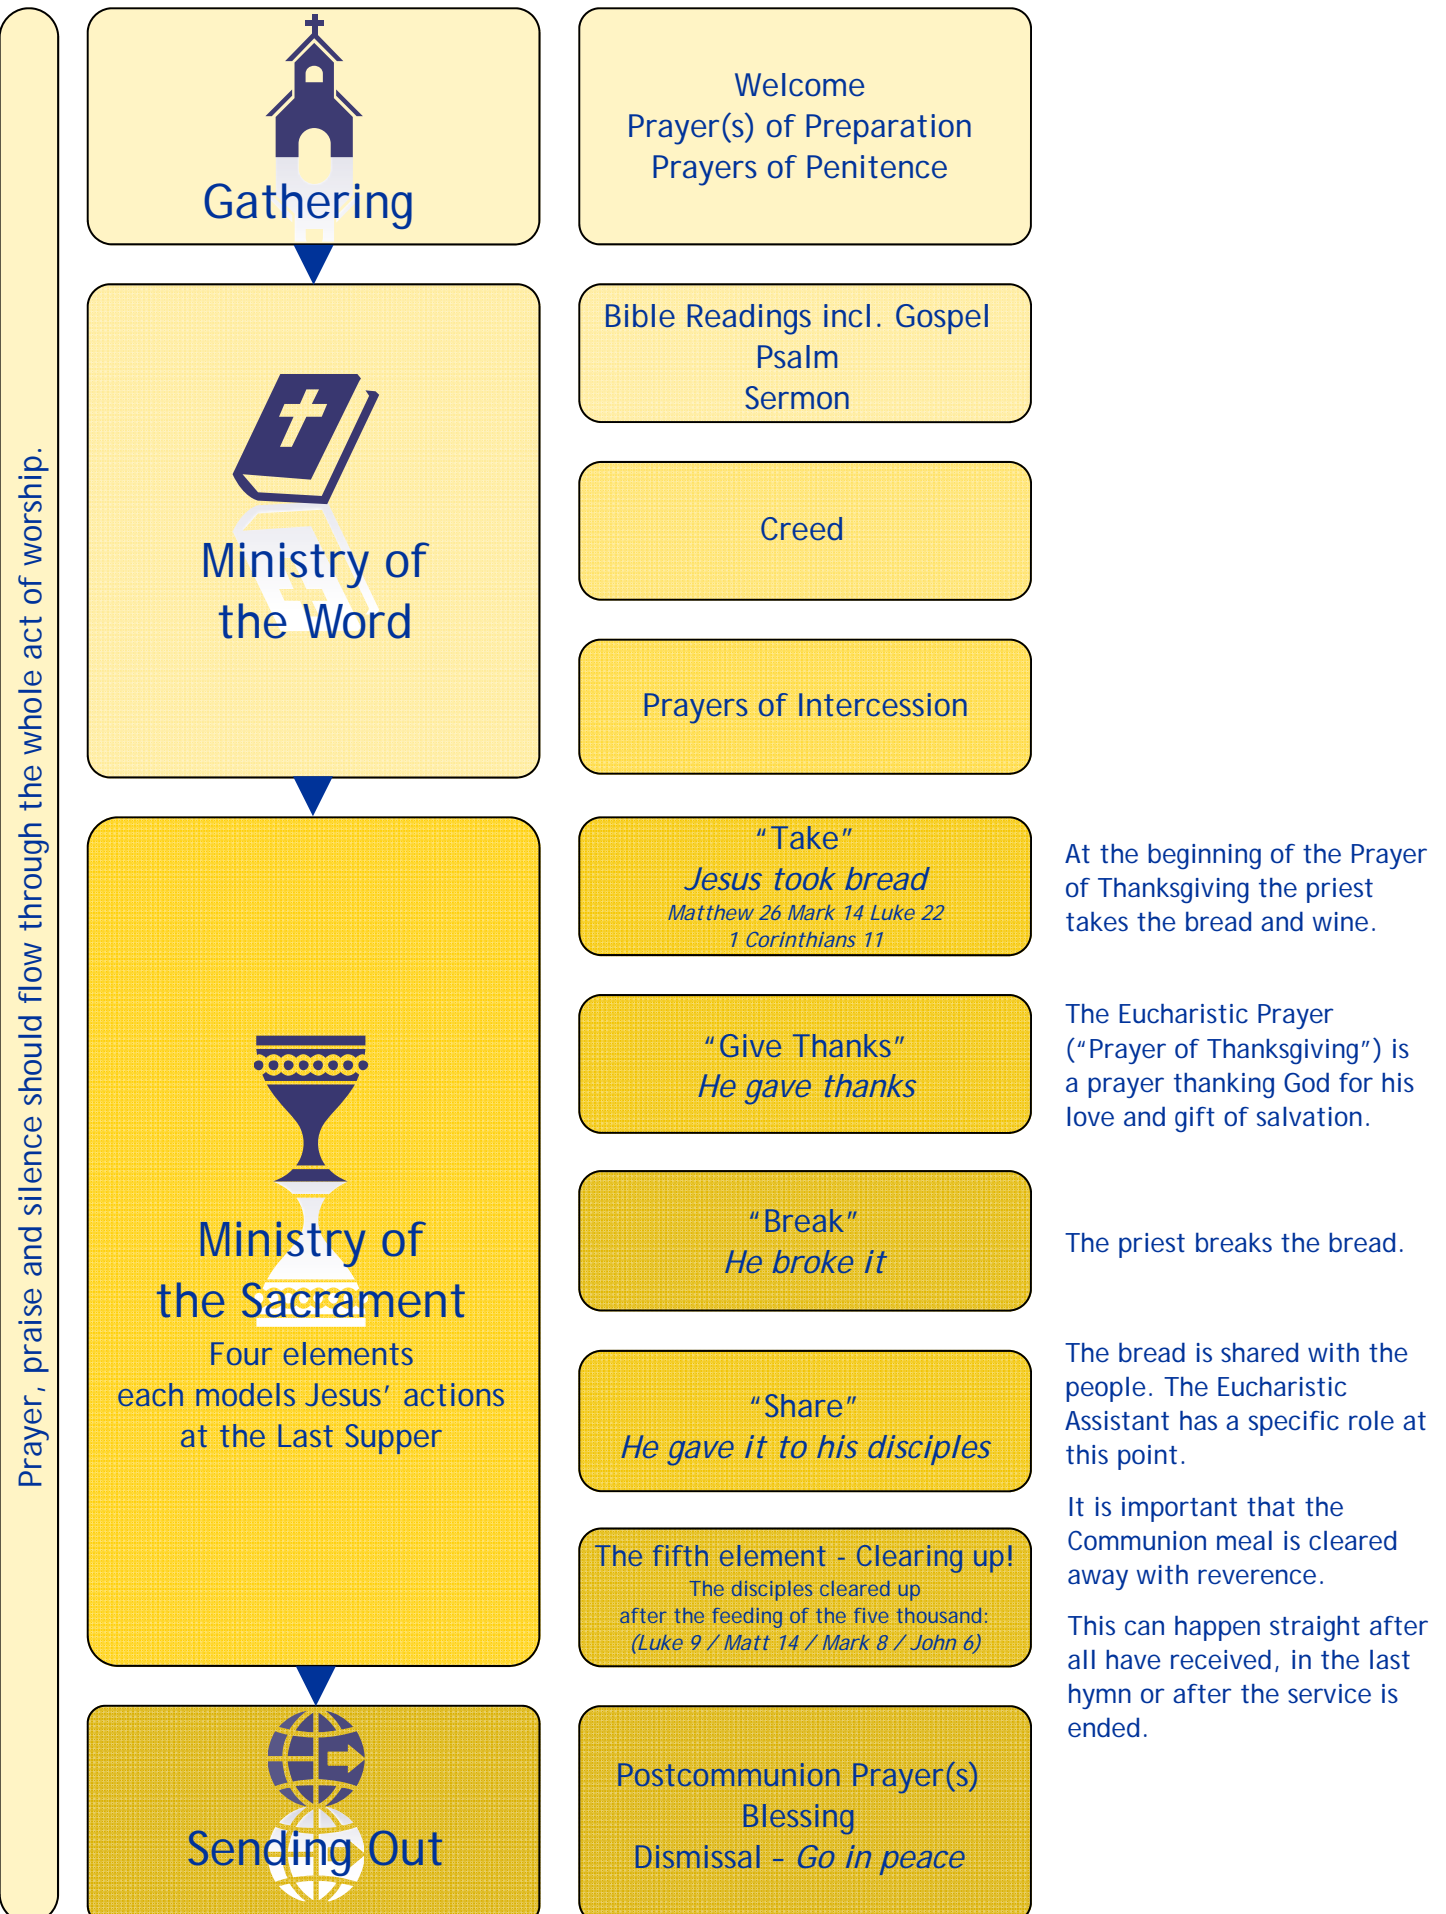 Prayer, praise and silence should flow through the whole act of worship.
Gathering
Welcome
Prayer(s) of Preparation
Prayers of Penitence
Ministry of
the Word
Bible Readings incl. Gospel
Psalm
Sermon
Creed
Prayers of Intercession
Ministry of
the Sacrament
Four elements
each models Jesus’ actions
at the Last Supper
“Take”
Jesus took bread
Matthew 26 Mark 14 Luke 22
1 Corinthians 11
At the beginning of the Prayer
of Thanksgiving the priest
takes the bread and wine.
“Give Thanks”
He gave thanks
The Eucharistic Prayer
(“Prayer of Thanksgiving”) is
a prayer thanking God for his
love and gift of salvation.
“Break”
He broke it
The priest breaks the bread.
“Share”
He gave it to his disciples
The bread is shared with the
people. The Eucharistic
Assistant has a specific role at
this point.
The fifth element - Clearing up!
The disciples cleared up
after the feeding of the five thousand:
(Luke 9 / Matt 14 / Mark 8 / John 6)
It is important that the
Communion meal is cleared
away with reverence.
This can happen straight after
all have received, in the last
hymn or after the service is
ended.
Sending Out
Postcommunion Prayer(s)
Blessing
Dismissal – Go in peace